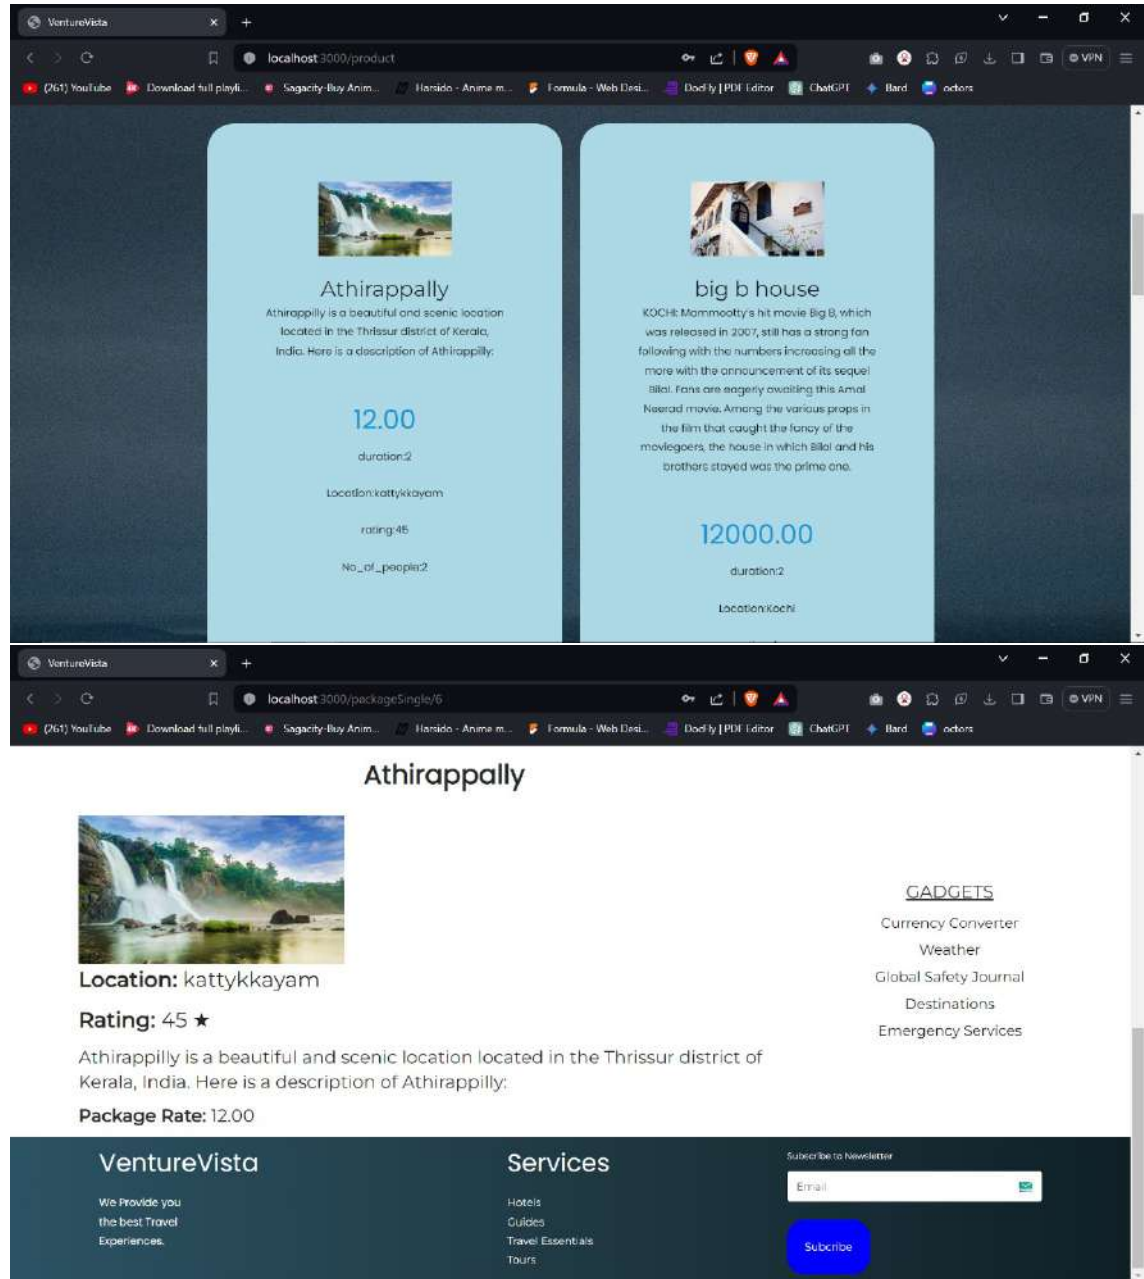 VentureVista
localhost:3000/product
VPN
(261) YouTube Download full playli... Sagacity-Buy Anim... Harsido - Anime m... Formula - Web Desi... DocHy | PDF Editor ChatGPT Bard octors
Athirappally
Athirappally is a beautiful and scenic location
located in the Thrissur district of Kerala,
India. Here is a description of Athirappilly:
12.00
duration:2
Location:kattykkayam
rating:45
No_of_people:2
big b house
KOCHI: Mammootty's hit movie Big B, which
was released in 2007, still has a strong fan
following with the numbers increasing all the
more with the announcement of its sequel
Bilal. Fans are eagerly awaiting this Amal
Neerad movie. Among the various props in
the film that caught the fancy of the
moviegoers, the house in which Bilal and his
brothers stayed was the prime one.
12000.00
duration:2
Location:Kochi
VentureVista
localhost:3000/packageSingle/6
VPN
(261) YouTube Download full playli... Sagacity-Buy Anim... Harsido - Anime m... Formula - Web Desi... DocHy | PDF Editor ChatGPT Bard octors
Athirappally
Location: kattykkayam
Rating: 45 ★
Athirappilly is a beautiful and scenic location located in the Thrissur district of
Kerala, India. Here is a description of Athirappilly:
Package Rate: 12.00
GADGETS
Currency Converter
Weather
Global Safety Journal
Destinations
Emergency Services
VentureVista
We Provide you
the best Travel
Experiences.
Services
Hotels
Guides
Travel Essentials
Tours
Subscribe to Newsletter
Email
Subcribe